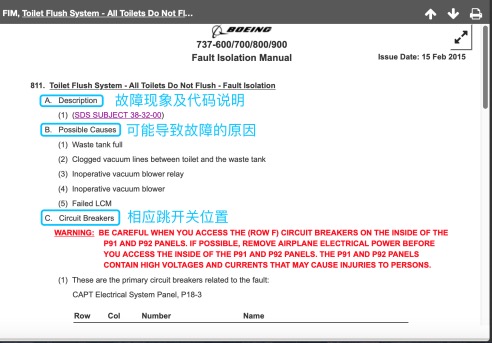 FIM, Toilet Flush System - All Toilets Do Not Fl...
BOEING
737-600/700/800/900
Fault Isolation Manual
Issue Date: 15 Feb 2015
811. Toilet Flush System - All Toilets Do Not Flush - Fault Isolation
A. Description 故障现象及代码说明
(1) (SDS SUBJECT 38-32-00)
B. Possible Causes 可能导致故障的原因
(1) Waste tank full
(2) Clogged vacuum lines between toilet and the waste tank
(3) Inoperative vacuum blower relay
(4) Inoperative vacuum blower
(5) Failed LCM
C. Circuit Breakers 相应跳开关位置
WARNING: BE CAREFUL WHEN YOU ACCESS THE (ROW F) CIRCUIT BREAKERS ON THE INSIDE OF THE
P91 AND P92 PANELS. IF POSSIBLE, REMOVE AIRPLANE ELECTRICAL POWER BEFORE
YOU ACCESS THE INSIDE OF THE P91 AND P92 PANELS. THE P91 AND P92 PANELS
CONTAIN HIGH VOLTAGES AND CURRENTS THAT MAY CAUSE INJURIES TO PERSONS.
(1) These are the primary circuit breakers related to the fault:
CAPT Electrical System Panel, P18-3
Row Col Number Name